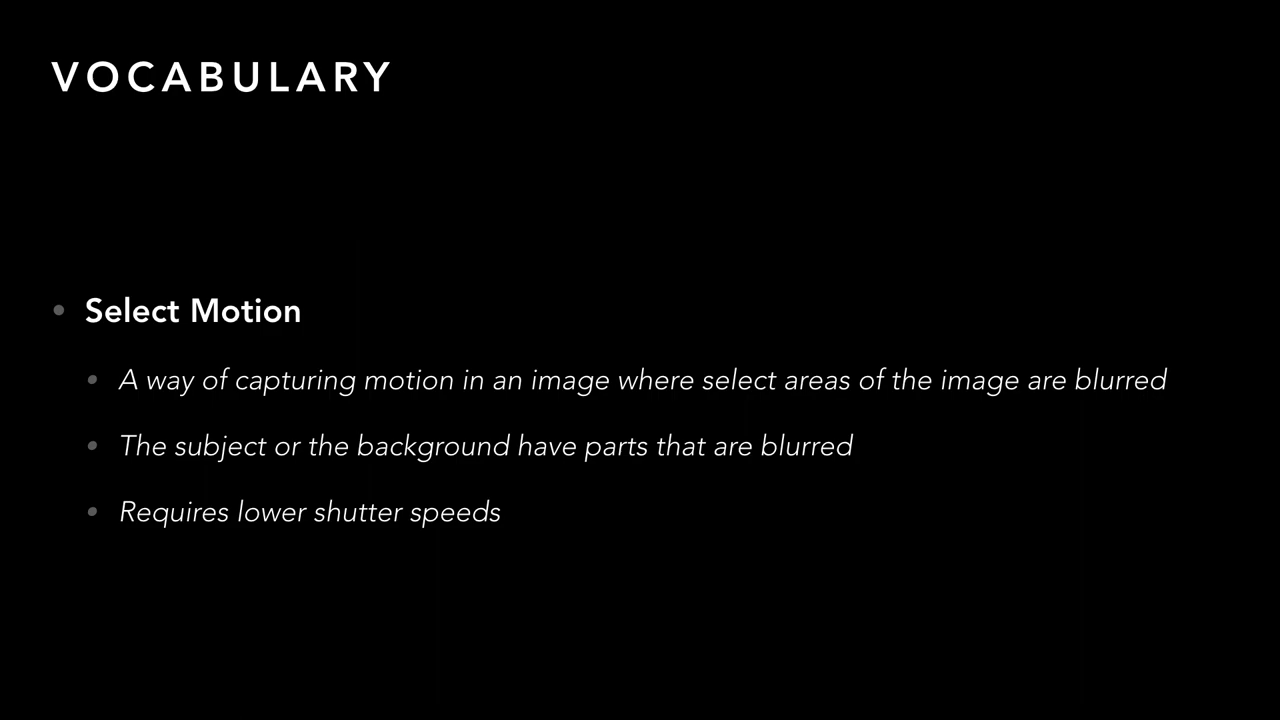 VOCABULARY
Select Motion
A way of capturing motion in an image where select areas of the image are blurred
The subject or the background have parts that are blurred
Requires lower shutter speeds